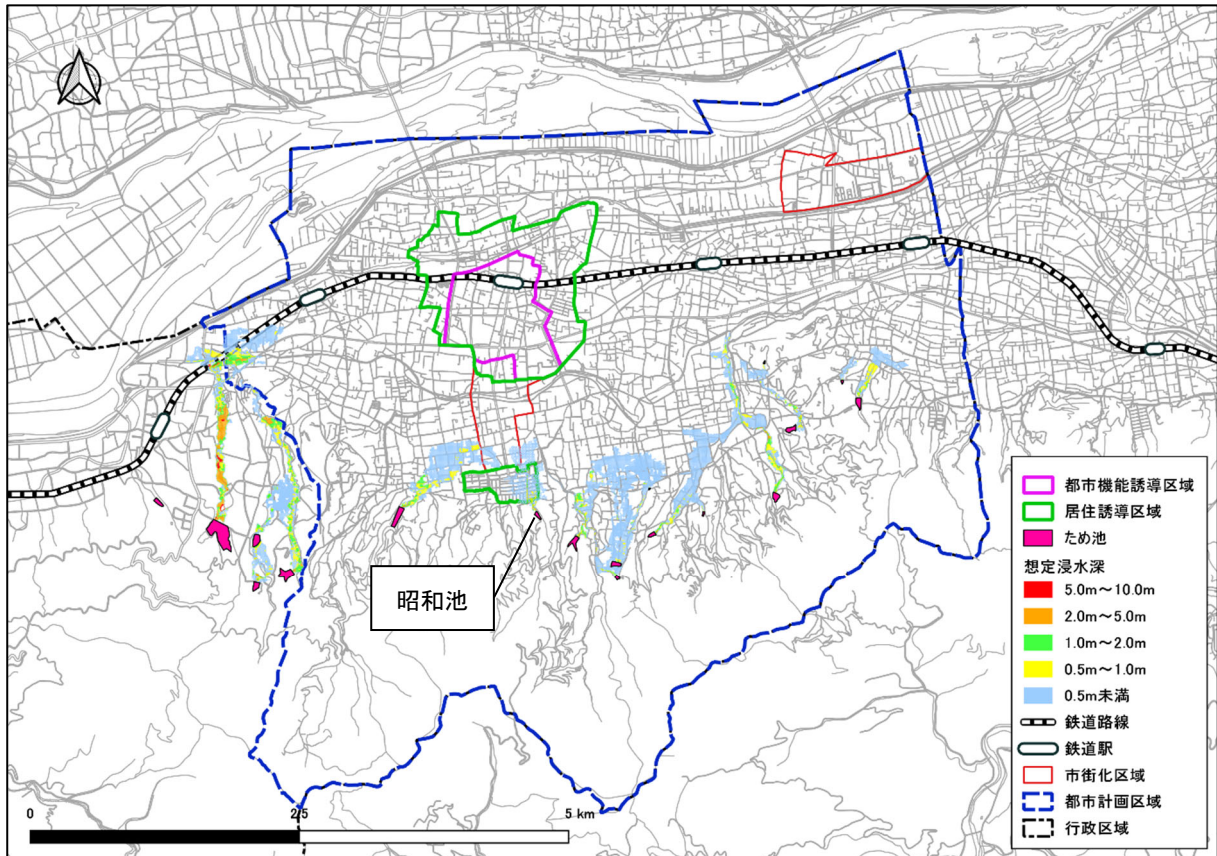 昭和池
都市機能誘導区域
居住誘導区域
ため池
想定浸水深
5.0m～10.0m
2.0m～5.0m
1.0m～2.0m
0.5m～1.0m
0.5m未満
鉄道路線
鉄道駅
市街化区域
都市計画区域
行政区域
0 2.5 5 km